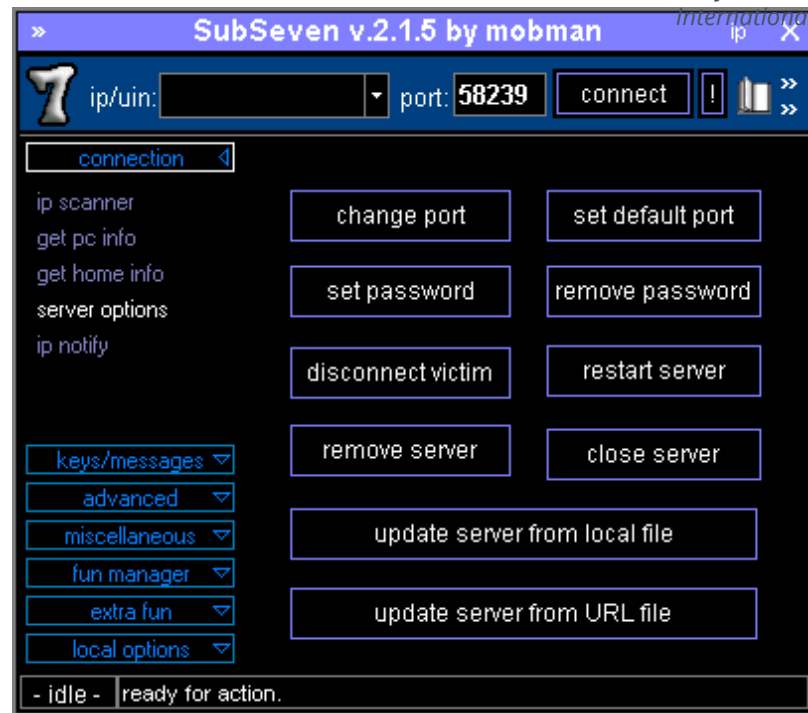 internationa
» SubSeven v.2.1.5 by mobman ip X
7 ip/uin: port: 58239 connect ! »
»
connection
ip scanner
get pc info
get home info
server options
ip notify
change port set default port
set password remove password
disconnect victim restart server
remove server close server
update server from local file
update server from URL file
keys/messages
advanced
miscellaneous
fun manager
extra fun
local options
- idle - ready for action.